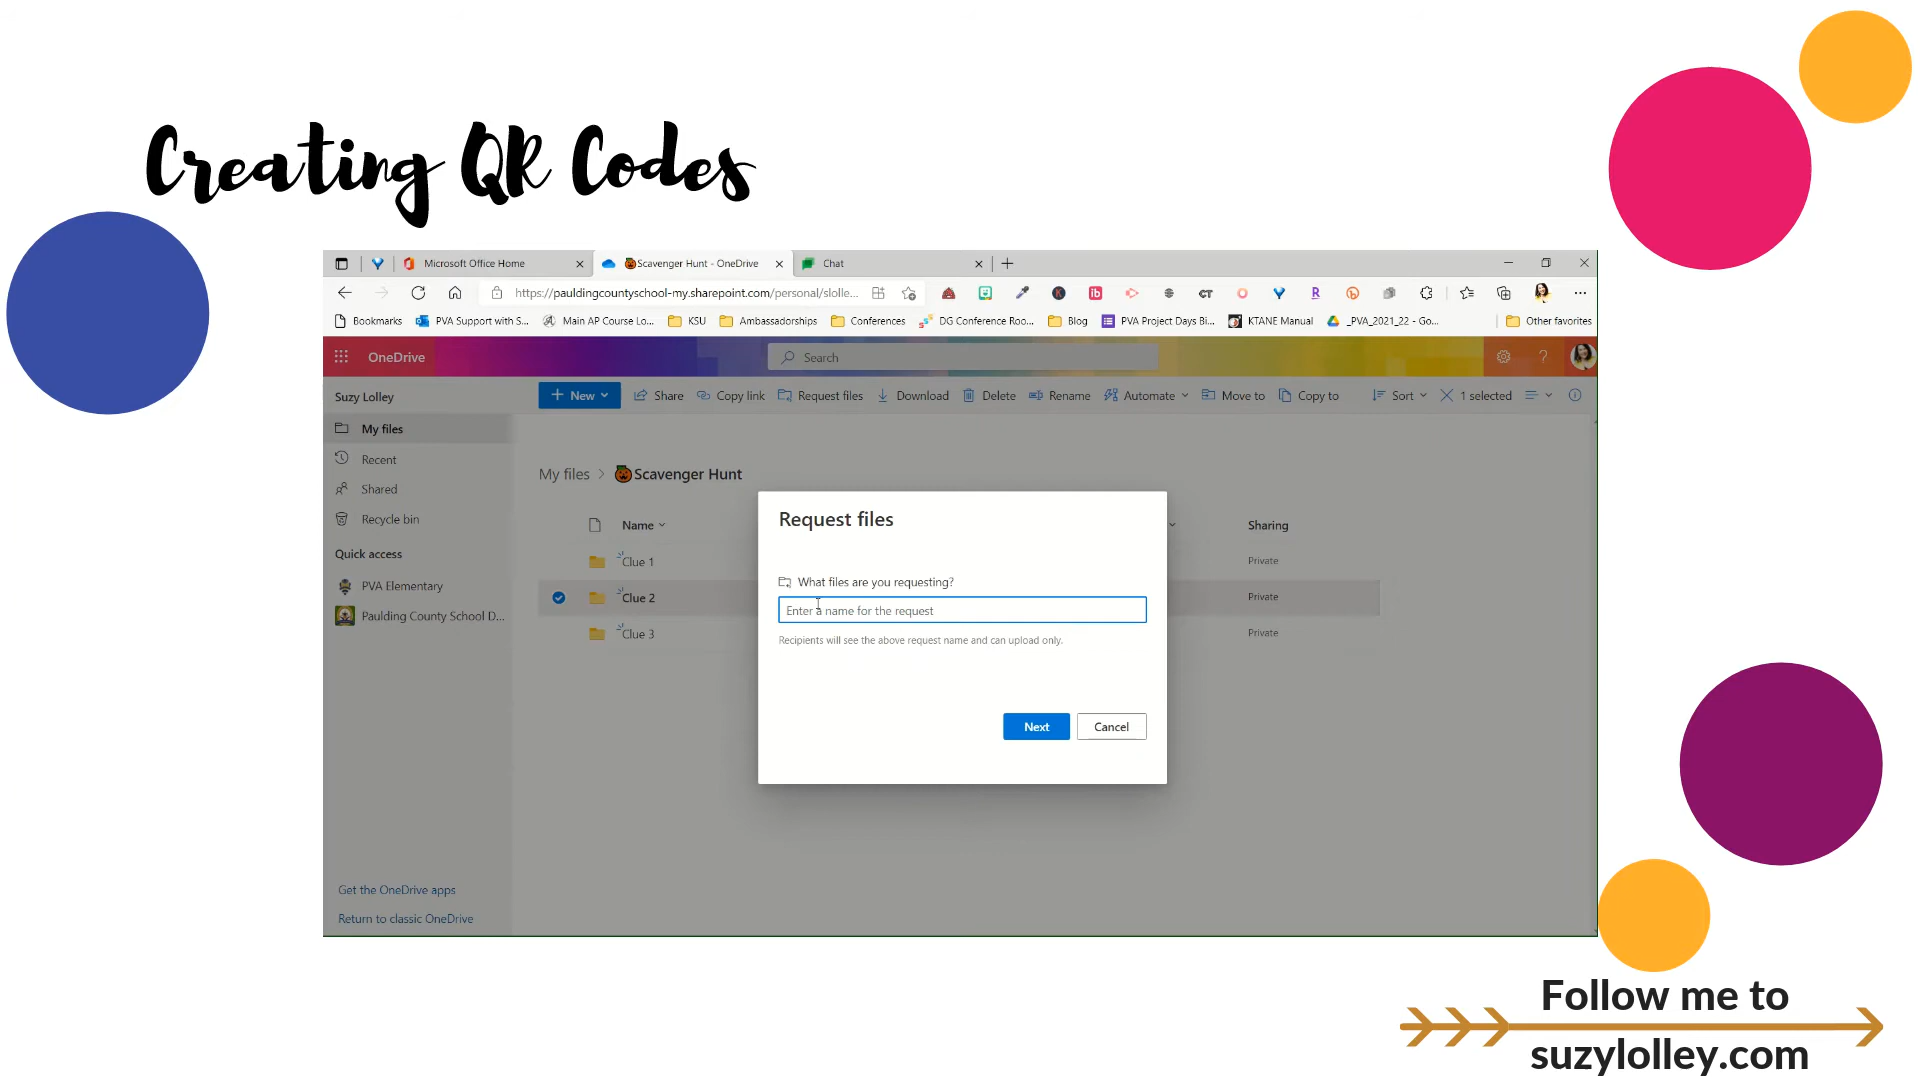 Creating QR Codes
Microsoft Office Home
🎃Scavenger Hunt - OneDrive
Chat
https://pauldingcountyschool-my.sharepoint.com/personal/slolle...
Bookmarks
PVA Support with S...
Main AP Course Lo...
KSU
Ambassadorships
Conferences
DG Conference Roo...
Blog
PVA Project Days Bi...
KTANE Manual
_PVA_2021_22 - Go...
Other favorites
OneDrive
Search
Suzy Lolley
+ New
Share
Copy link
Request files
Download
Delete
Rename
Automate
Move to
Copy to
Sort
1 selected
My files
Recent
Shared
Recycle bin
Quick access
PVA Elementary
Paulding County School D...
Get the OneDrive apps
Return to classic OneDrive
My files > 🎃Scavenger Hunt
Name
Sharing
Clue 1
Private
Clue 2
Private
Clue 3
Private
Request files
What files are you requesting?
Enter a name for the request
Recipients will see the above request name and can upload only.
Next
Cancel
Follow me to
suzylolley.com